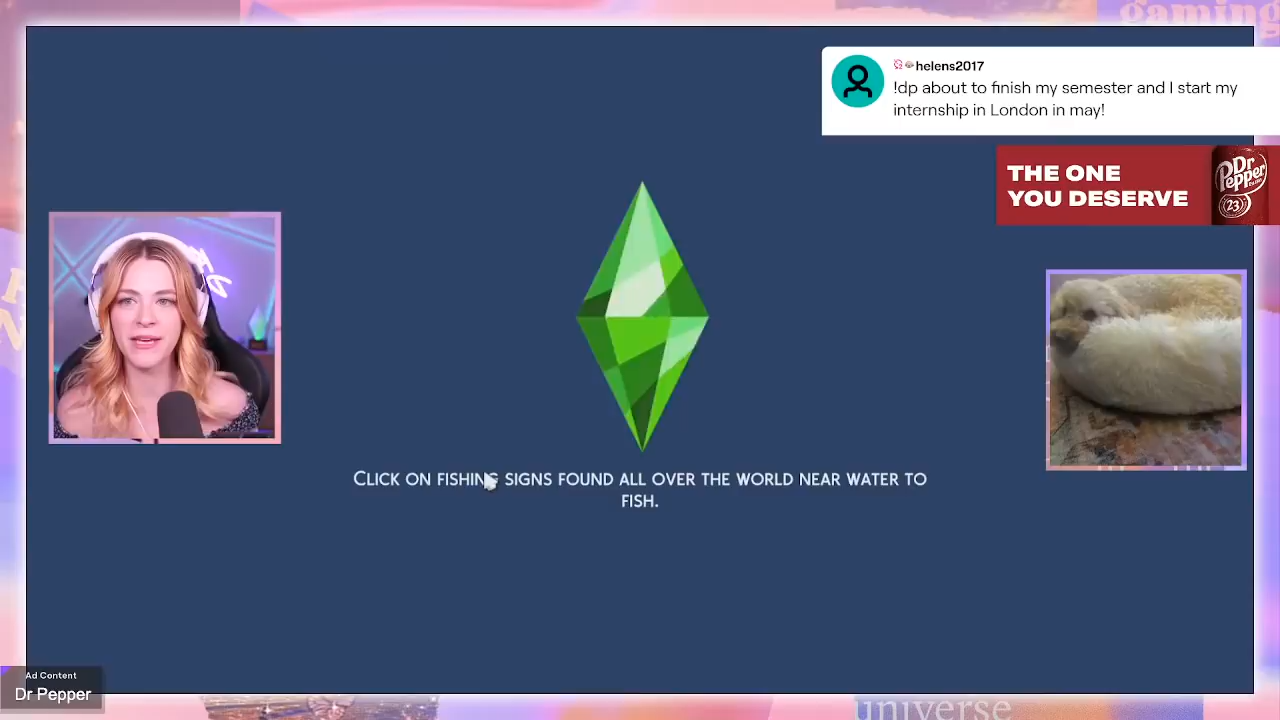 gaming
helens2017
!dp about to finish my semester and I start my
internship in London in may!
THE ONE
YOU DESERVE
Dr
Pepper
23
CLICK ON FISHING SIGNS FOUND ALL OVER THE WORLD NEAR WATER TO
FISH.
Ad Content
Dr Pepper
universe